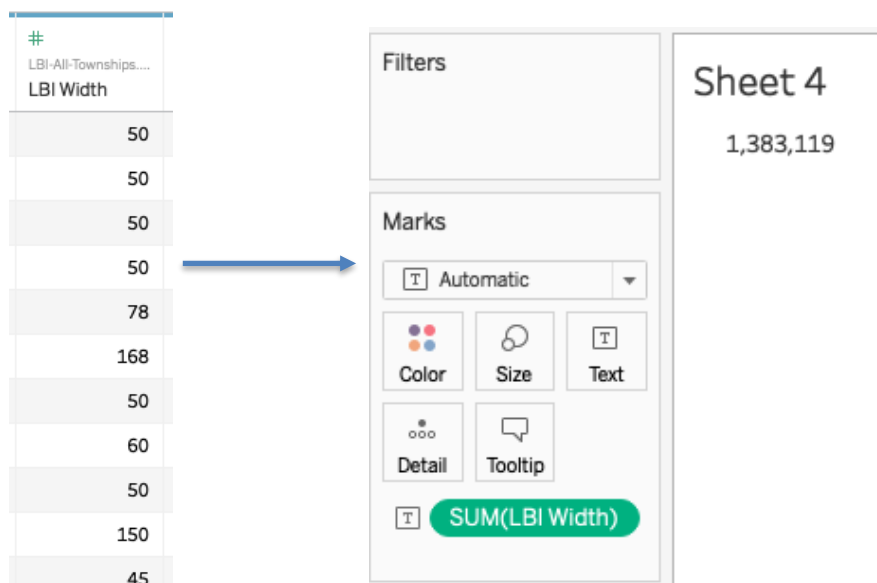 #
LBI-All-Townships....
LBI Width
50
50
50
50
78
168
50
60
50
150
45
Filters
Marks
T Automatic
Color
Size
T
Text
Detail
Tooltip
T SUM(LBI Width)
Sheet 4
1,383,119